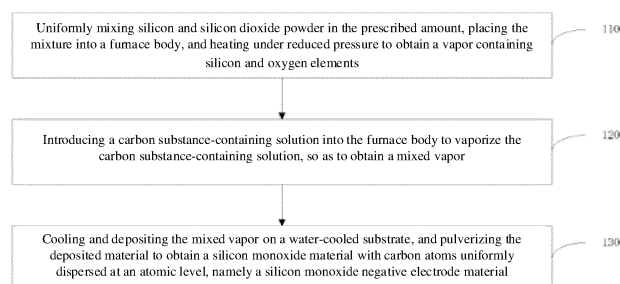 Uniformly mixing silicon and silicon dioxide powder in the prescribed amount, placing the
mixture into a furnace body, and heating under reduced pressure to obtain a vapor containing
silicon and oxygen elements
110
Introducing a carbon substance-containing solution into the furnace body to vaporize the
carbon substance-containing solution, so as to obtain a mixed vapor
120
Cooling and depositing the mixed vapor on a water-cooled substrate, and pulverizing the
deposited material to obtain a silicon monoxide material with carbon atoms uniformly
dispersed at an atomic level, namely a silicon monoxide negative electrode material
130